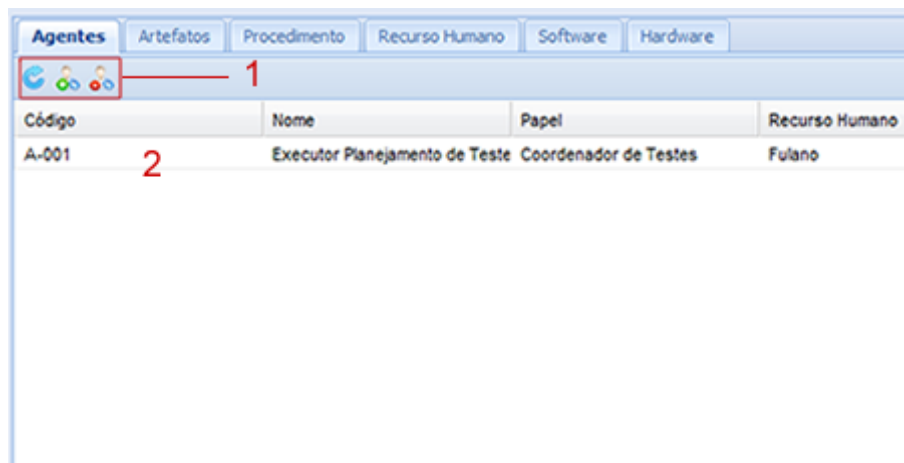 Agentes Artefatos Procedimento Recurso Humano Software Hardware
1
Código Nome Papel Recurso Humano
A-001 Executor Planejamento de Teste Coordenador de Testes Fulano
2